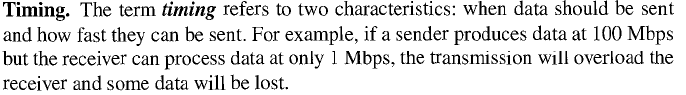 Timing. The term timing refers to two characteristics: when data should be sent
and how fast they can be sent. For example, if a sender produces data at 100 Mbps
but the receiver can process data at only 1 Mbps, the transmission will overload the
receiver and some data will be lost.